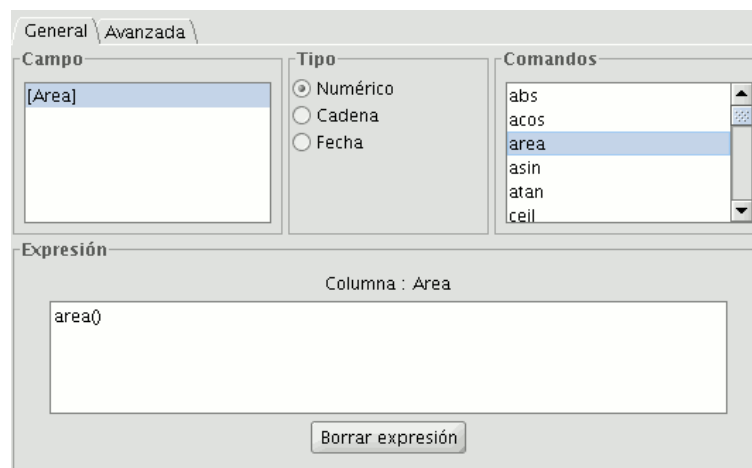 General Avanzada
Campo
[Area]
Tipo
Numérico
Cadena
Fecha
Comandos
abs
acos
area
asin
atan
ceil
Expresión
Columna : Area
area()
Borrar expresión